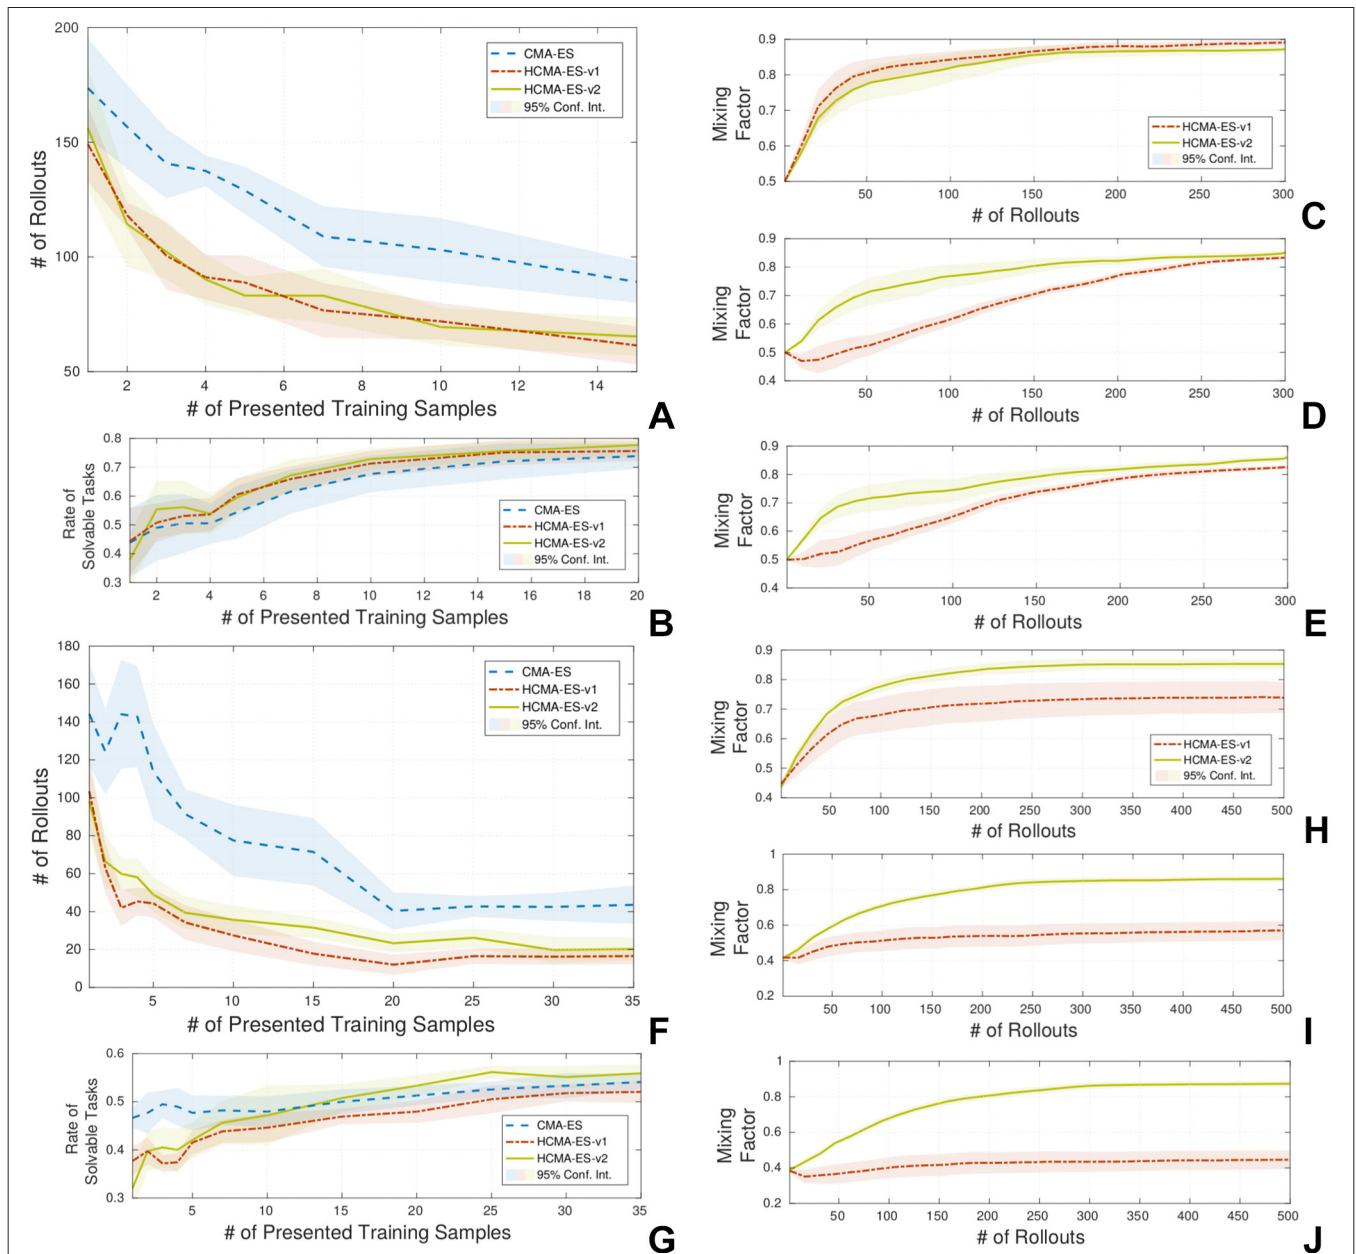 200
150
100
50
# of Rollouts
CMA-ES
HCMA-ES-v1
HCMA-ES-v2
95% Conf. Int.
2 4 6 8 10 12 14
# of Presented Training Samples
A
0.8
0.7
0.6
0.5
0.4
0.3
Rate of
Solvable Tasks
CMA-ES
HCMA-ES-v1
HCMA-ES-v2
95% Conf. Int.
2 4 6 8 10 12 14 16 18 20
# of Presented Training Samples
B
180
160
140
120
100
80
60
40
20
0
# of Rollouts
CMA-ES
HCMA-ES-v1
HCMA-ES-v2
95% Conf. Int.
5 10 15 20 25 30 35
# of Presented Training Samples
F
0.6
0.5
0.4
0.3
Rate of
Solvable Tasks
CMA-ES
HCMA-ES-v1
HCMA-ES-v2
95% Conf. Int.
5 10 15 20 25 30 35
# of Presented Training Samples
G
0.9
0.8
0.7
0.6
0.5
Mixing
Factor
HCMA-ES-v1
HCMA-ES-v2
95% Conf. Int.
50 100 150 200 250 300
# of Rollouts
C
0.9
0.8
0.7
0.6
0.5
0.4
Mixing
Factor
50 100 150 200 250 300
# of Rollouts
D
0.9
0.8
0.7
0.6
0.5
0.4
Mixing
Factor
50 100 150 200 250 300
# of Rollouts
E
0.9
0.8
0.7
0.6
0.5
0.4
Mixing
Factor
HCMA-ES-v1
HCMA-ES-v2
95% Conf. Int.
50 100 150 200 250 300 350 400 450 500
# of Rollouts
H
1
0.8
0.6
0.4
0.2
Mixing
Factor
50 100 150 200 250 300 350 400 450 500
# of Rollouts
I
1
0.8
0.6
0.4
0.2
Mixing
Factor
50 100 150 200 250 300 350 400 450 500
# of Rollouts
J